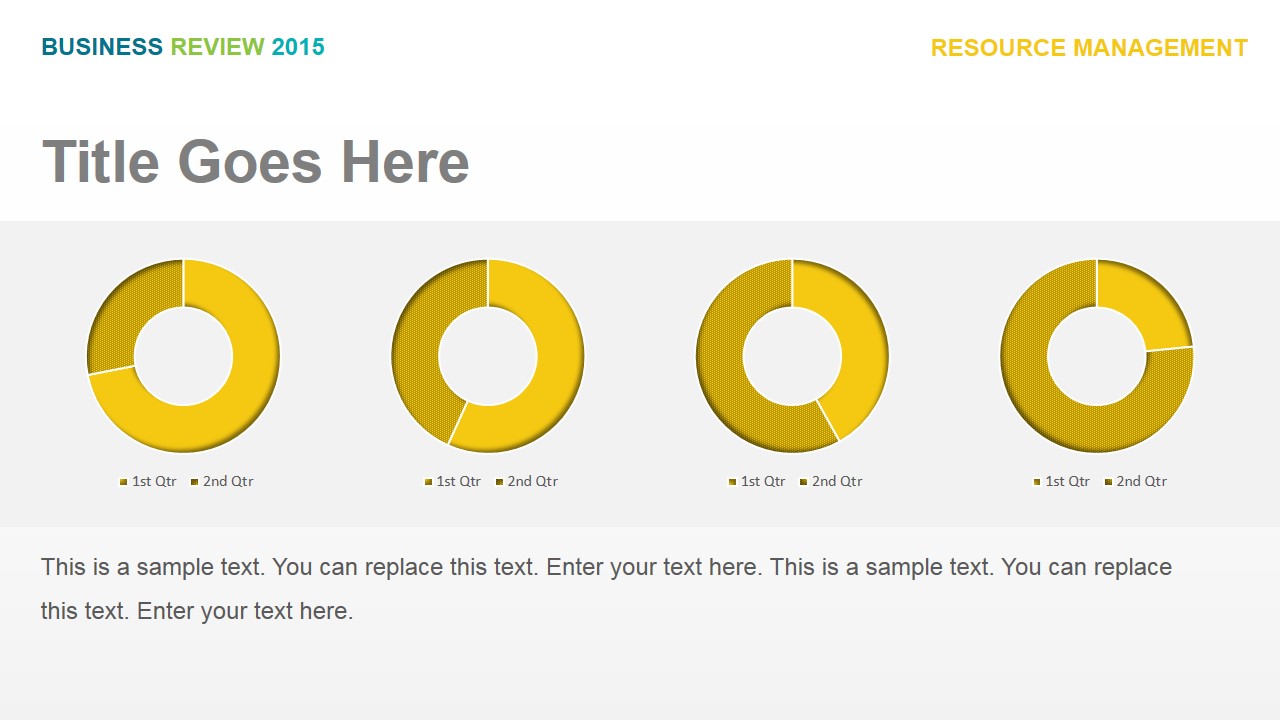 BUSINESS REVIEW 2015
RESOURCE MANAGEMENT
Title Goes Here
1st Qtr 2nd Qtr
1st Qtr 2nd Qtr
1st Qtr 2nd Qtr
1st Qtr 2nd Qtr
This is a sample text. You can replace this text. Enter your text here. This is a sample text. You can replace
this text. Enter your text here.